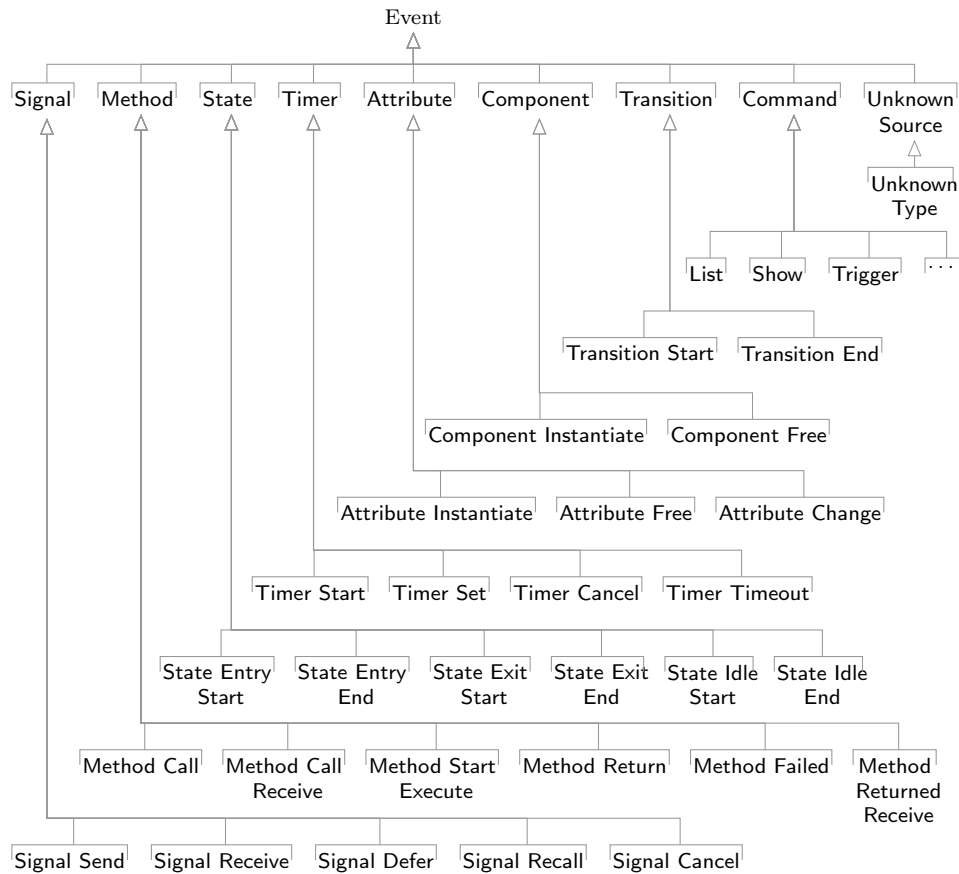 Event
Signal Method State Timer Attribute Component Transition Command Unknown
Source
Unknown
Type
List Show Trigger ...
Transition Start Transition End
Component Instantiate Component Free
Attribute Instantiate Attribute Free Attribute Change
Timer Start Timer Set Timer Cancel Timer Timeout
State Entry State Entry State Exit State Exit State Idle State Idle
Start End Start End Start End
Method Call Method Call Method Start Method Return Method Failed Method
Receive Execute Returned
Receive
Signal Send Signal Receive Signal Defer Signal Recall Signal Cancel